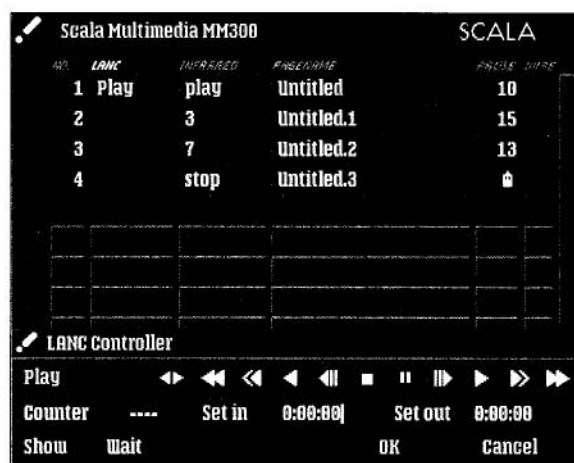 Scala Multimedia MM300 SCALA
NO. LANC INFRARED PAGENAME PAUSE WIPE
1 Play play Untitled 10
2 3 Untitled.1 15
3 7 Untitled.2 13
4 stop Untitled.3
LANC Controller
Play
Counter ---- Set in 0:00:00 Set out 0:00:00
Show Wait OK Cancel